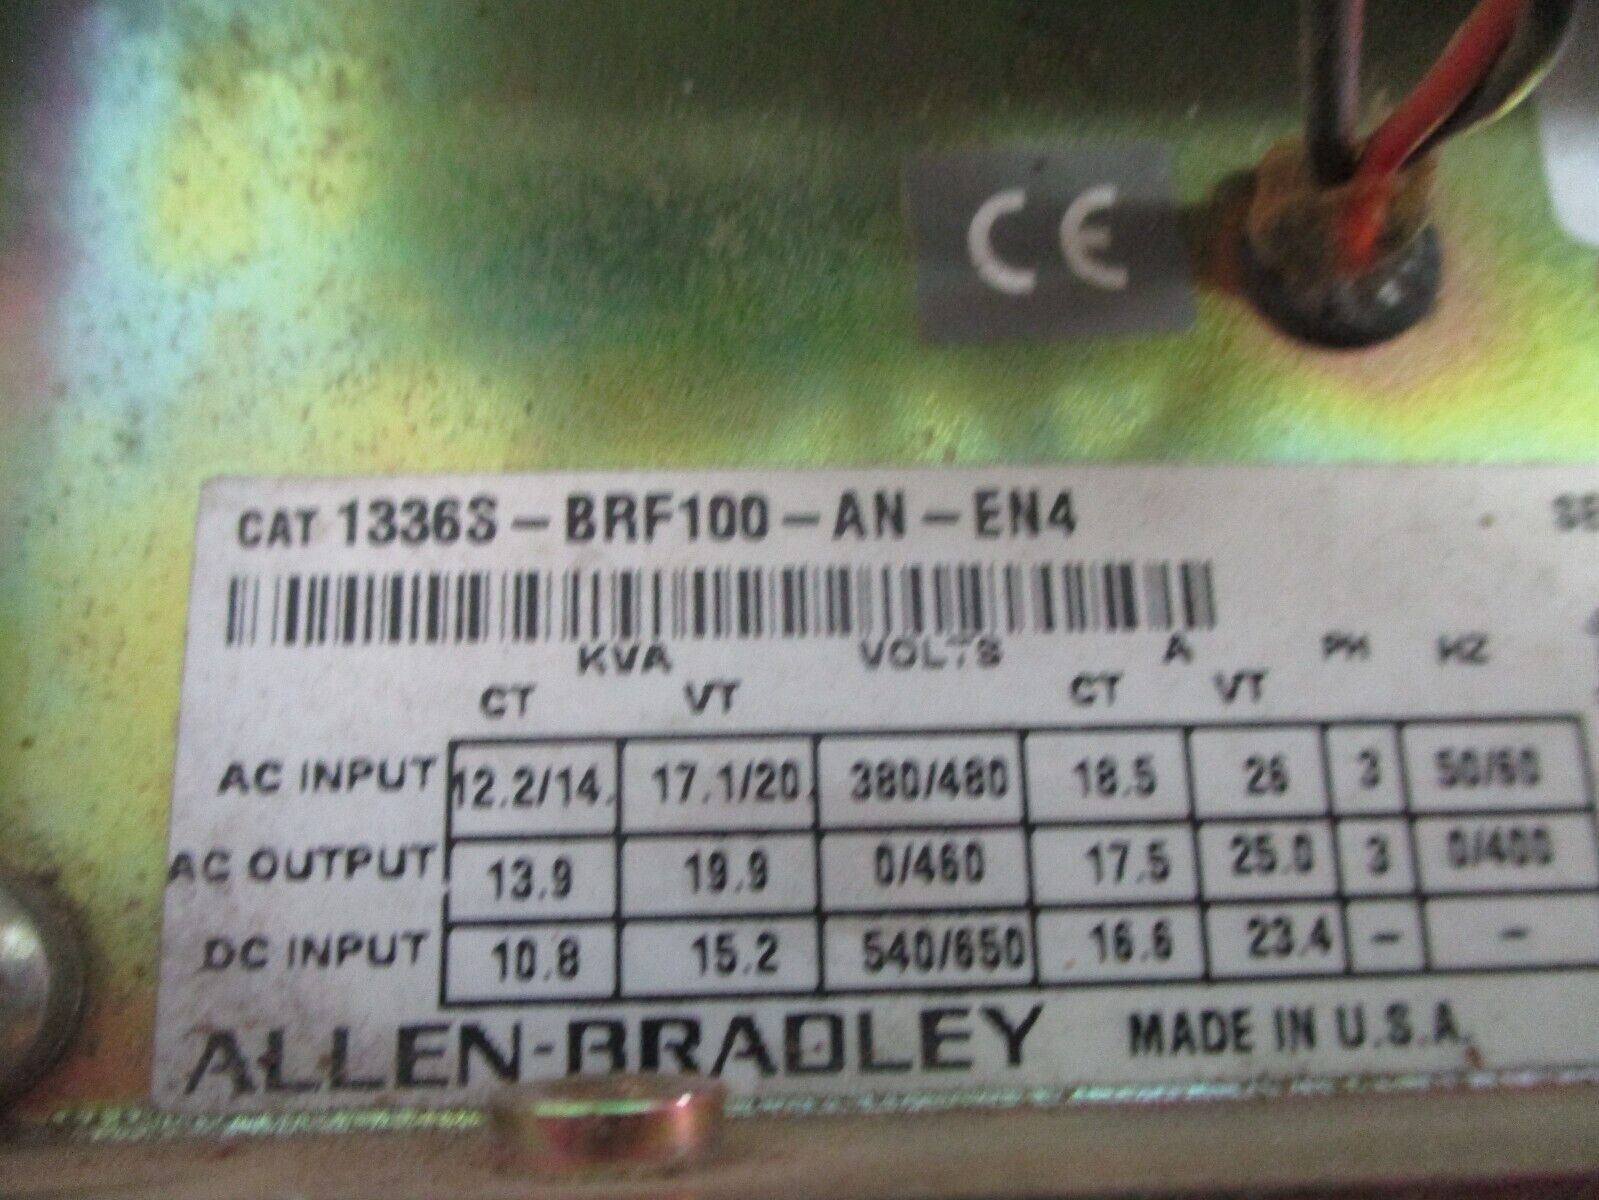 CE
CAT 1336S-BRF100-AN-EN4
KVA VOLTS A PH HZ
CT VT CT VT
AC INPUT 12.2/14. 17.1/20. 380/480 18.5 26 3 50/60
AC OUTPUT 13.9 19.9 0/460 17.5 25.0 3 0/400
DC INPUT 10.8 15.2 540/650 16.6 23.4 - -
ALLEN-BRADLEY MADE IN U.S.A.